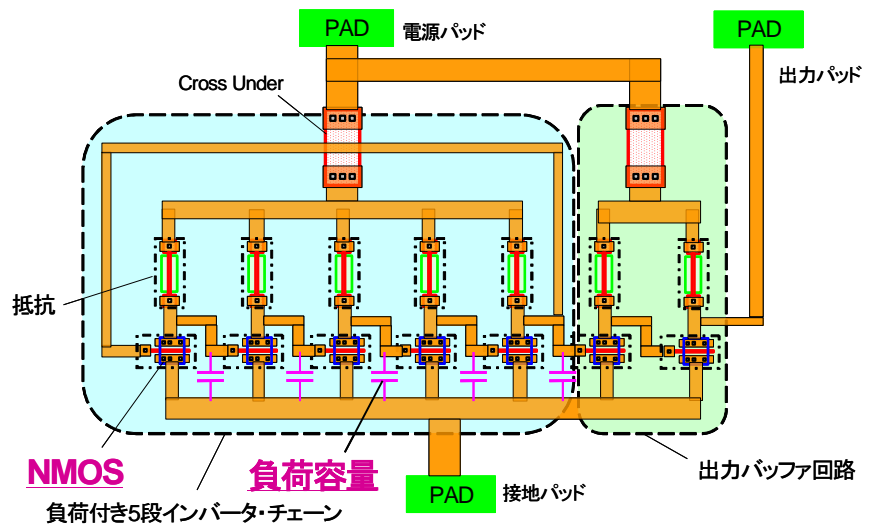 PAD
電源パッド
PAD
出力パッド
Cross Under
抵抗
NMOS
負荷容量
出力バッファ回路
PAD
接地パッド
負荷付き5段インバータ・チェーン